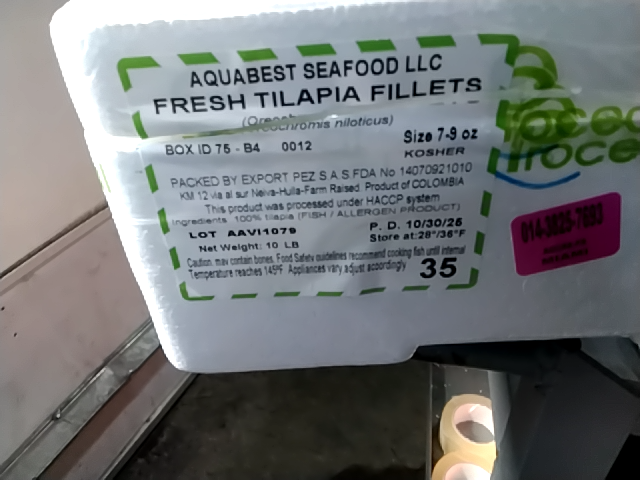 AQUABEST SEAFOOD LLC
FRESH TILAPIA FILLETS
(Oreochromis niloticus)
BOX ID 75 - B4 0012
Size 7-9 oz
KOSHER
PACKED BY EXPORT PEZ S.A.S.FDA No 14070921010
KM 12 via al sur Neiva-Huila-Farm Raised. Product of COLOMBIA
This product was processed under HACCP system
Ingredients: 100% tilapia (FISH / ALLERGEN PRODUCT)
LOT AAVI1079
P. D. 10/30/25
Net Weight: 10 LB
Store at:28°/36°F
Caution, may contain bones. Food Safety guidelines recommend cooking fish until internal
Temperature reaches 145ºF. Appliances vary adjust accordingly
35